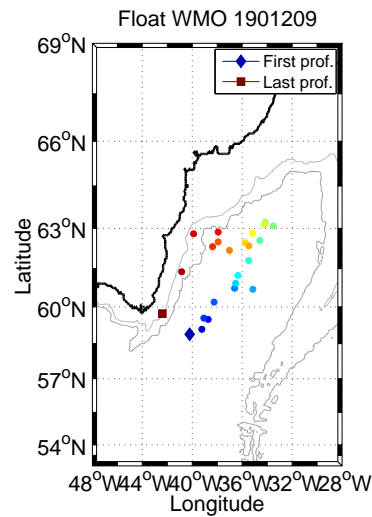 Float WMO 1901209
69°N
First prof.
Last prof.
66°N
63°N
Latitude
60°N
57°N
54°N
48°W 44°W 40°W 36°W 32°W 28°W
Longitude